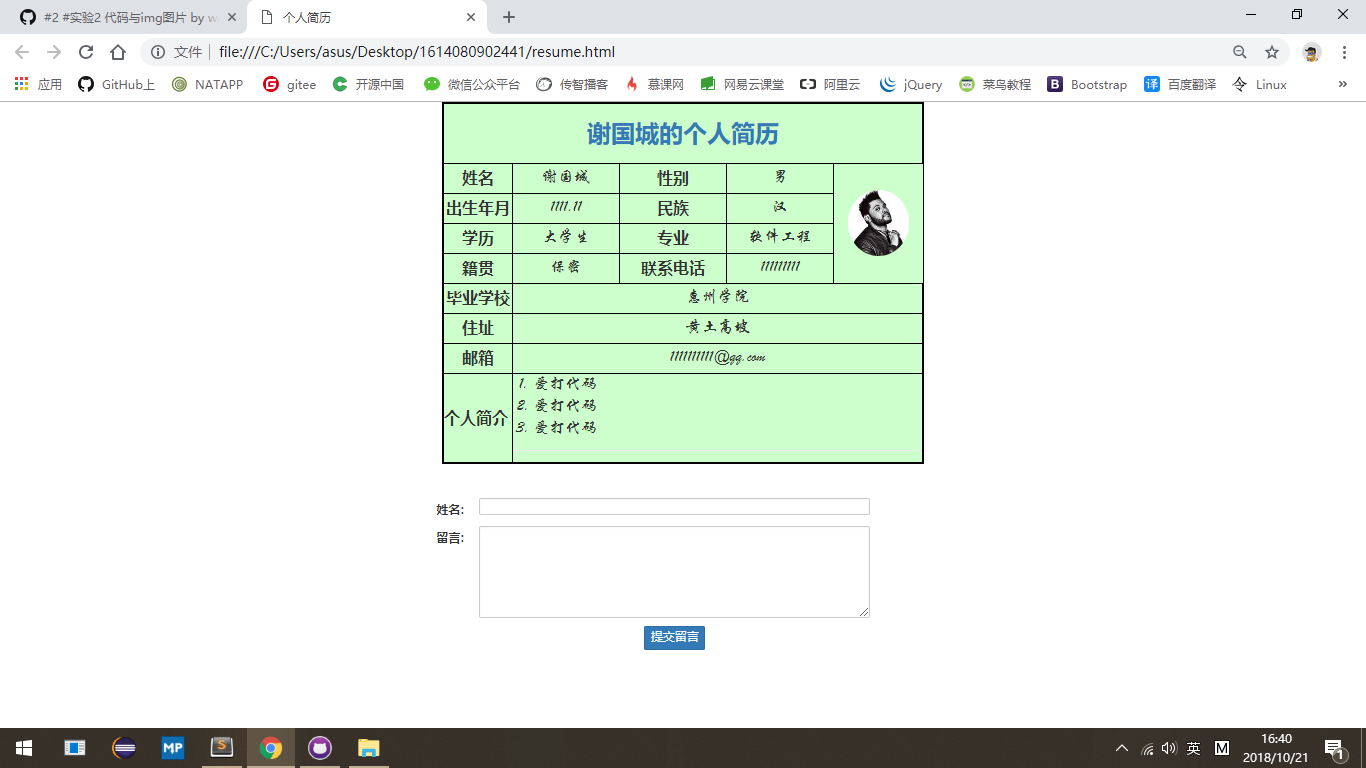 #2 #实验2 代码与img图片 by w
个人简历
文件 file:///C:/Users/asus/Desktop/1614080902441/resume.html
应用 GitHub上 NATAPP gitee 开源中国 微信公众平台 传智播客 慕课网 网易云课堂 阿里云 jQuery 菜鸟教程 Bootstrap 百度翻译 Linux »
谢国城的个人简历
姓名 谢国城 性别 男
出生年月 1111.11 民族 汉
学历 大学生 专业 软件工程
籍贯 保密 联系电话 111111111
毕业学校 惠州学院
住址 黄土高坡
邮箱 1111111111@qq.com
个人简介
1. 爱打代码
2. 爱打代码
3. 爱打代码
姓名:
留言:
提交留言
MP S 英 M 16:40
2018/10/21 1